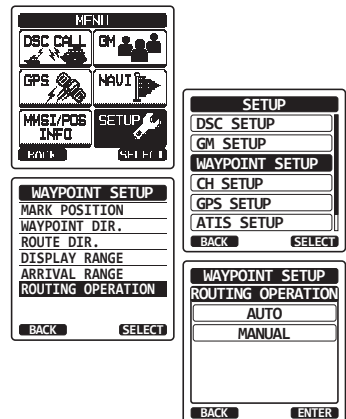 MENU
DSC CALL
GM
GPS
NAVI
MMSI/POS
INFO
SETUP
BACK
SELECT
SETUP
DSC SETUP
GM SETUP
WAYPOINT SETUP
CH SETUP
GPS SETUP
ATIS SETUP
BACK
SELECT
WAYPOINT SETUP
MARK POSITION
WAYPOINT DIR.
ROUTE DIR.
DISPLAY RANGE
ARRIVAL RANGE
ROUTING OPERATION
BACK
SELECT
WAYPOINT SETUP
ROUTING OPERATION
AUTO
MANUAL
BACK
ENTER